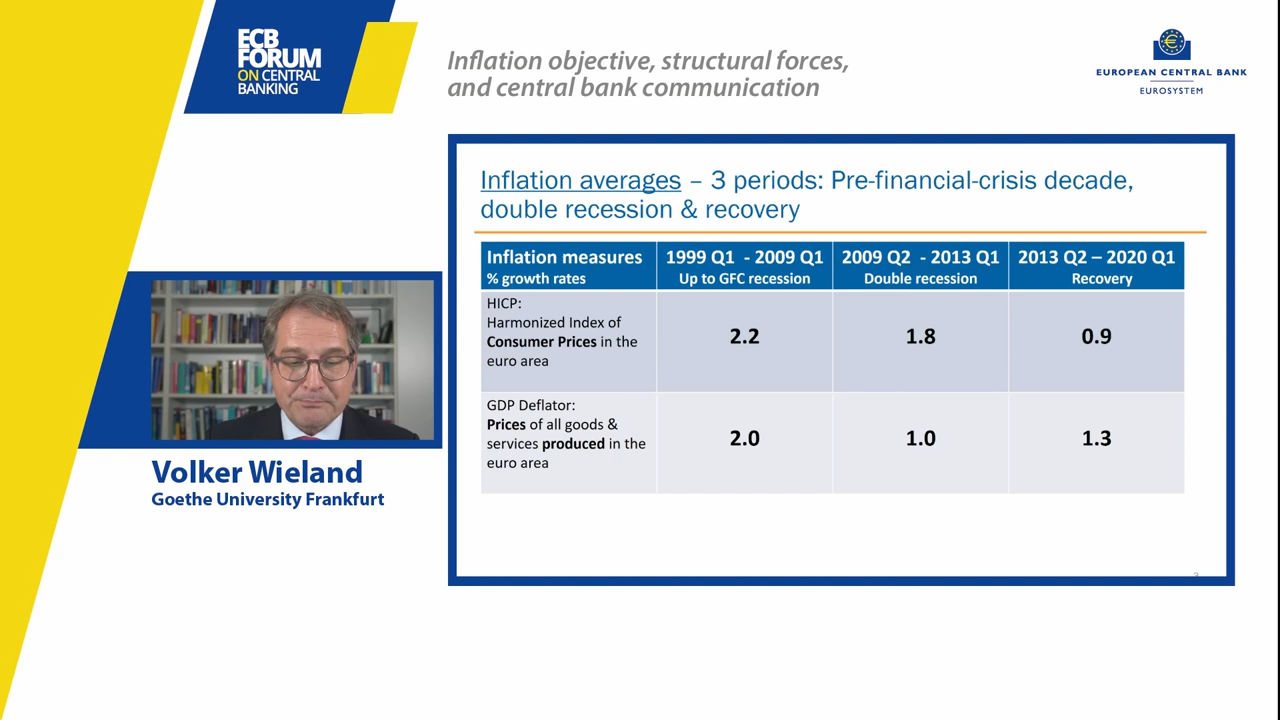 ECB
FORUM
ON CENTRAL
BANKING
Inflation objective, structural forces,
and central bank communication
EUROPEAN CENTRAL BANK
EUROSYSTEM
Inflation averages – 3 periods: Pre-financial-crisis decade,
double recession & recovery
Inflation measures
% growth rates
1999 Q1 - 2009 Q1
Up to GFC recession
2009 Q2 - 2013 Q1
Double recession
2013 Q2 – 2020 Q1
Recovery
HICP:
Harmonized Index of
Consumer Prices in the
euro area
2.2
1.8
0.9
GDP Deflator:
Prices of all goods &
services produced in the
euro area
2.0
1.0
1.3
Volker Wieland
Goethe University Frankfurt